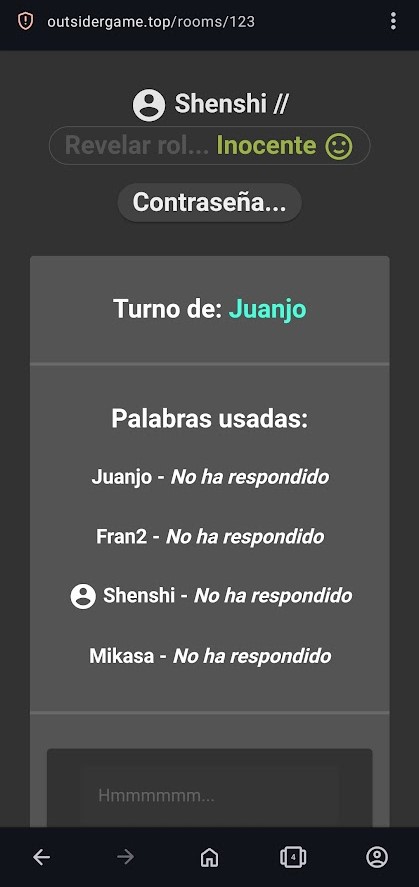 outsidergame.top/rooms/123
Shenshi //
Revelar rol... Inocente
Contraseña...
Turno de: Juanjo
Palabras usadas:
Juanjo - No ha respondido
Fran2 - No ha respondido
Shenshi - No ha respondido
Mikasa - No ha respondido
Hmmmmmm...
4